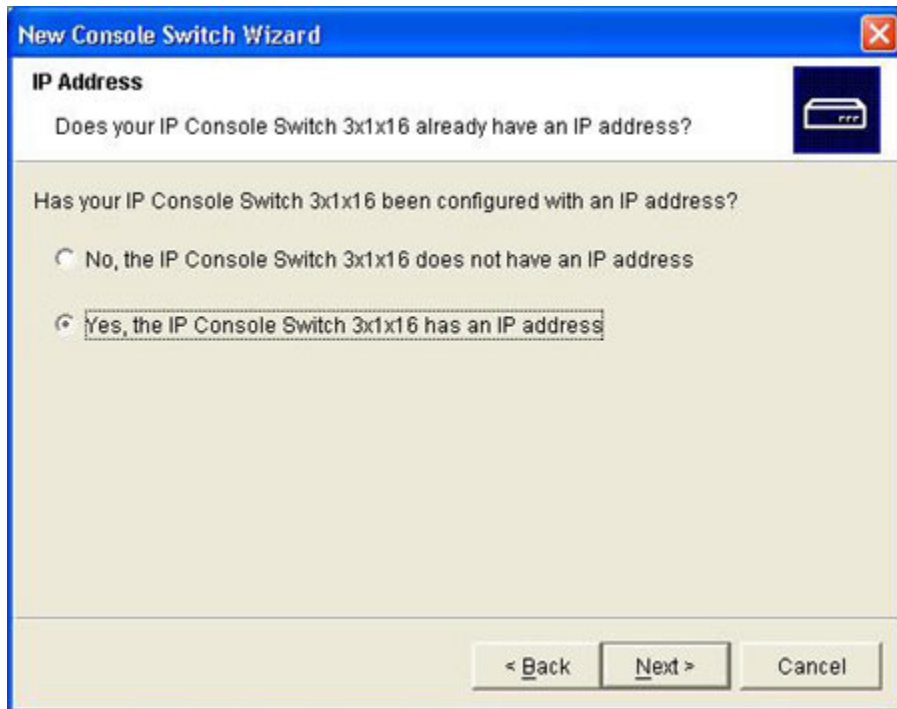 New Console Switch Wizard
IP Address
Does your IP Console Switch 3x1x16 already have an IP address?
Has your IP Console Switch 3x1x16 been configured with an IP address?
No, the IP Console Switch 3x1x16 does not have an IP address
Yes, the IP Console Switch 3x1x16 has an IP address
< Back Next > Cancel